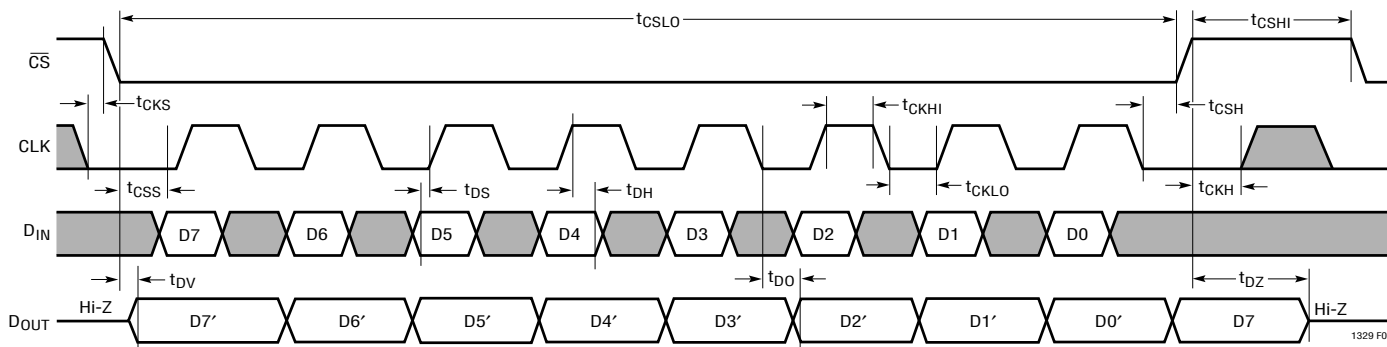 tCSLO tCSHI
CS
tCKS tCKHI tCSH
CLK
tCSS tDS tDH tCKLO tCKH
DIN D7 D6 D5 D4 D3 D2 D1 D0
tDV tDO tDZ
Hi-Z Hi-Z
DOUT D7′ D6′ D5′ D4′ D3′ D2′ D1′ D0′ D7
1329 F0